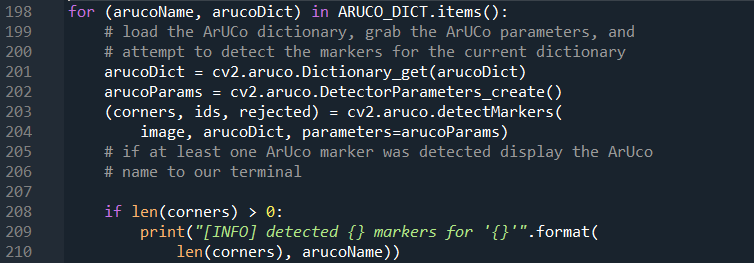 198 for (arucoName, arucoDict) in ARUCO_DICT.items():
199     # load the ArUCo dictionary, grab the ArUCo parameters, and
200     # attempt to detect the markers for the current dictionary
201     arucoDict = cv2.aruco.Dictionary_get(arucoDict)
202     arucoParams = cv2.aruco.DetectorParameters_create()
203     (corners, ids, rejected) = cv2.aruco.detectMarkers(
204         image, arucoDict, parameters=arucoParams)
205     # if at least one ArUco marker was detected display the ArUco
206     # name to our terminal
207
208     if len(corners) > 0:
209         print("[INFO] detected {} markers for '{}'".format(
210             len(corners), arucoName))